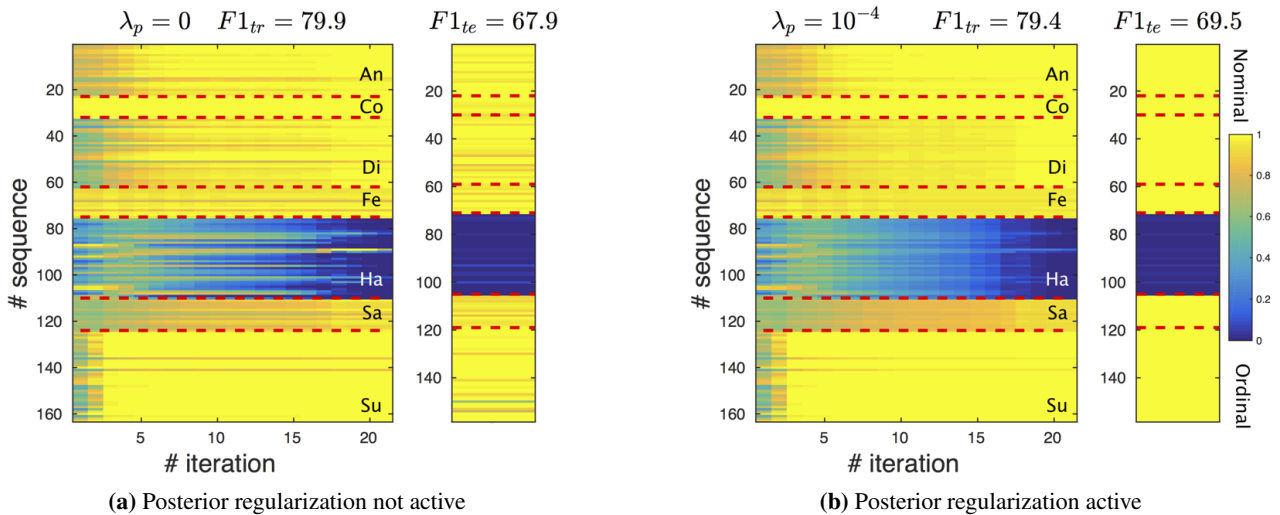 λ_p = 0 F1_tr = 79.9 F1_te = 67.9
# sequence
20
40
60
80
100
120
140
160
An
Co
Di
Fe
Ha
Sa
Su
5 10 15 20
# iteration
20
40
60
80
100
120
140
(a) Posterior regularization not active
λ_p = 10^{-4} F1_tr = 79.4 F1_te = 69.5
# sequence
20
40
60
80
100
120
140
160
An
Co
Di
Fe
Ha
Sa
Su
5 10 15 20
# iteration
20
40
60
80
100
120
140
Nominal
1
0.8
0.6
0.4
0.2
0
Ordinal
(b) Posterior regularization active